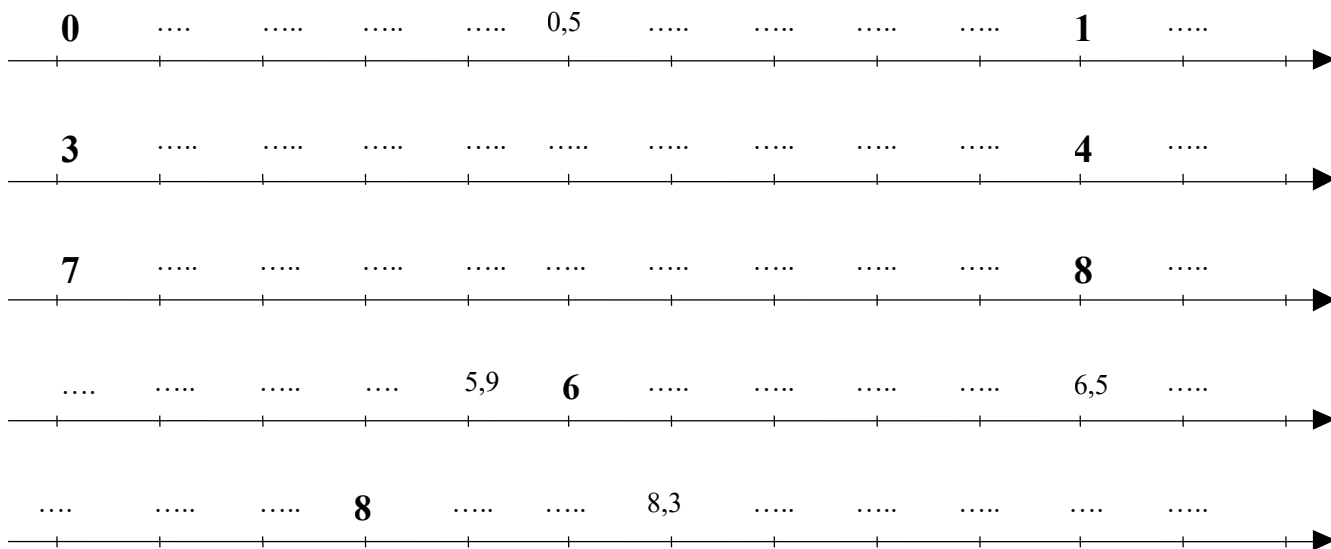 0 …. ….. ….. ….. 0,5 ….. ….. ….. ….. 1 …..
3 ….. ….. ….. ….. ….. ….. ….. ….. ….. 4 …..
7 ….. ….. ….. ….. ….. ….. ….. ….. ….. 8 …..
…. ….. ….. …. 5,9 6 ….. ….. ….. ….. 6,5 …..
…. ….. ….. 8 ….. ….. 8,3 ….. ….. ….. …. …..